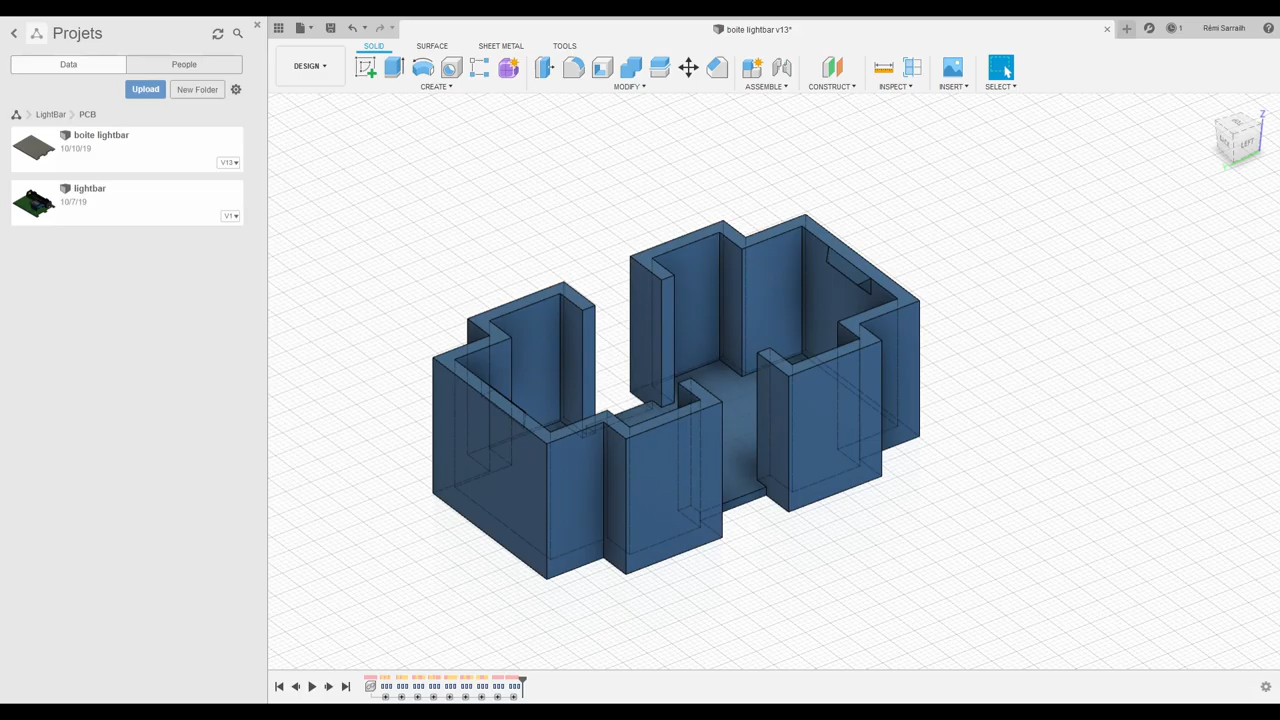 Projets
boite lightbar v13*
1
Rémi Sarrailh
Data
People
Upload
New Folder
LightBar
PCB
boite lightbar
10/10/19
V13
lightbar
10/7/19
V1
DESIGN
SOLID
SURFACE
SHEET METAL
TOOLS
CREATE
MODIFY
ASSEMBLE
CONSTRUCT
INSPECT
INSERT
SELECT
Z
LEFT